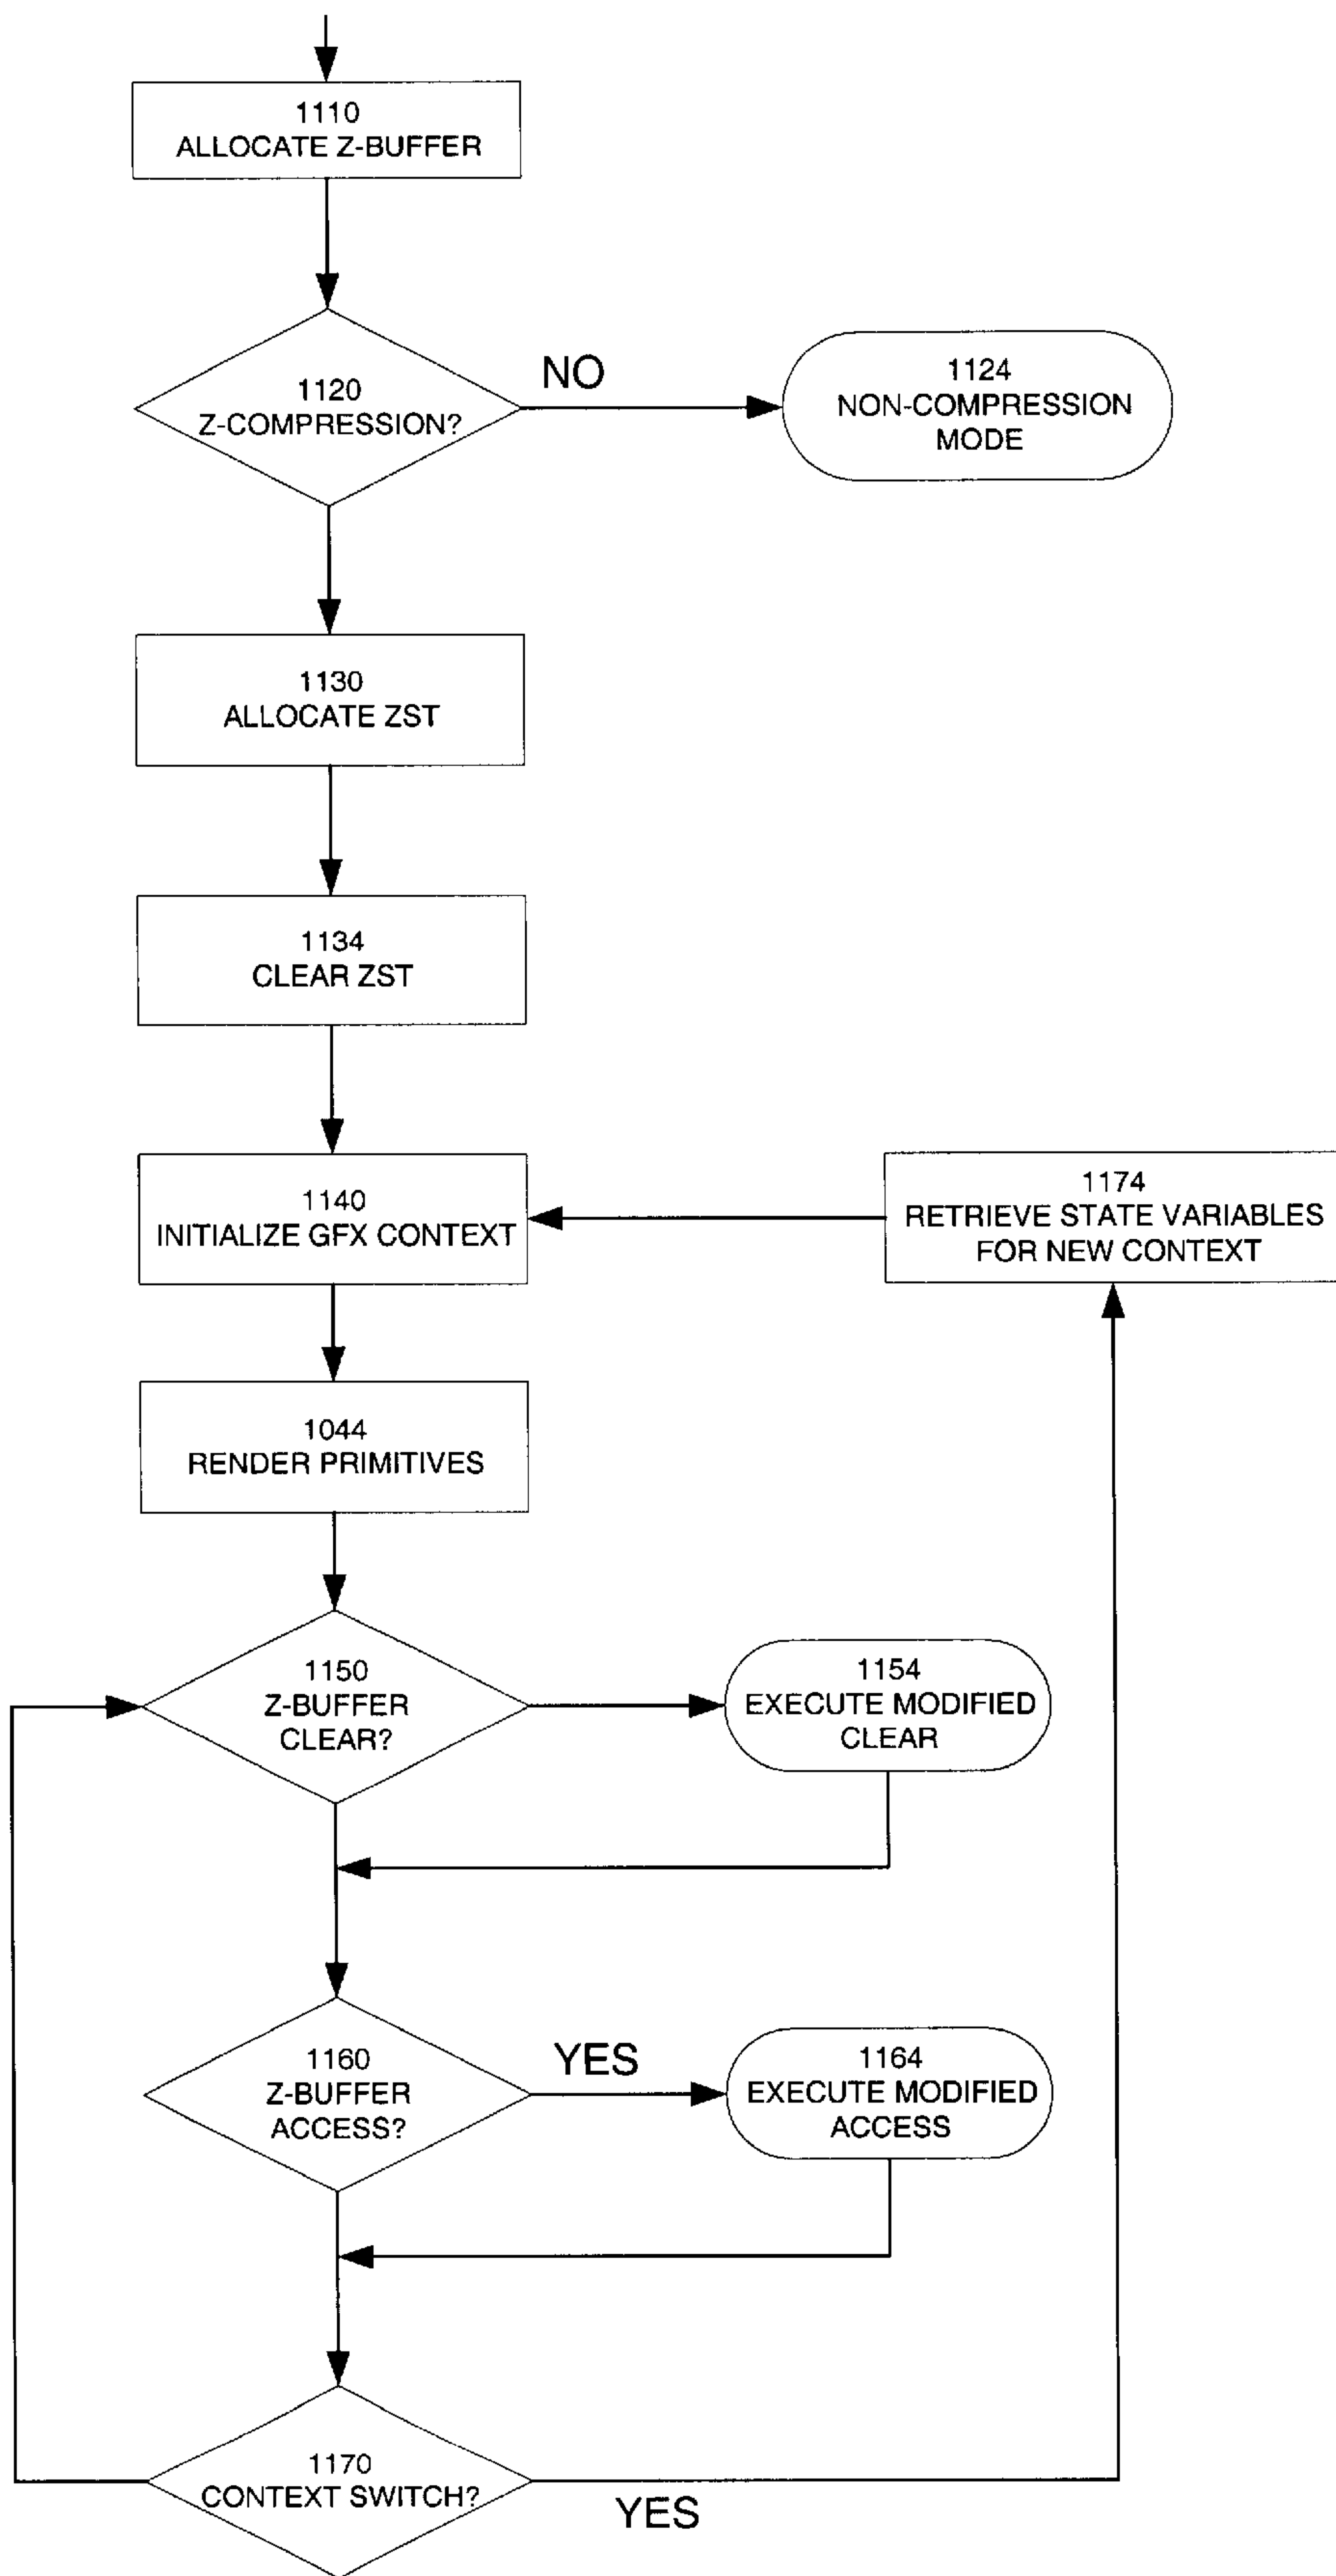 1110
ALLOCATE Z-BUFFER
1120
Z-COMPRESSION?
NO
1124
NON-COMPRESSION
MODE
1130
ALLOCATE ZST
1134
CLEAR ZST
1140
INITIALIZE GFX CONTEXT
1174
RETRIEVE STATE VARIABLES
FOR NEW CONTEXT
1044
RENDER PRIMITIVES
1150
Z-BUFFER
CLEAR?
1154
EXECUTE MODIFIED
CLEAR
1160
Z-BUFFER
ACCESS?
YES
1164
EXECUTE MODIFIED
ACCESS
1170
CONTEXT SWITCH?
YES